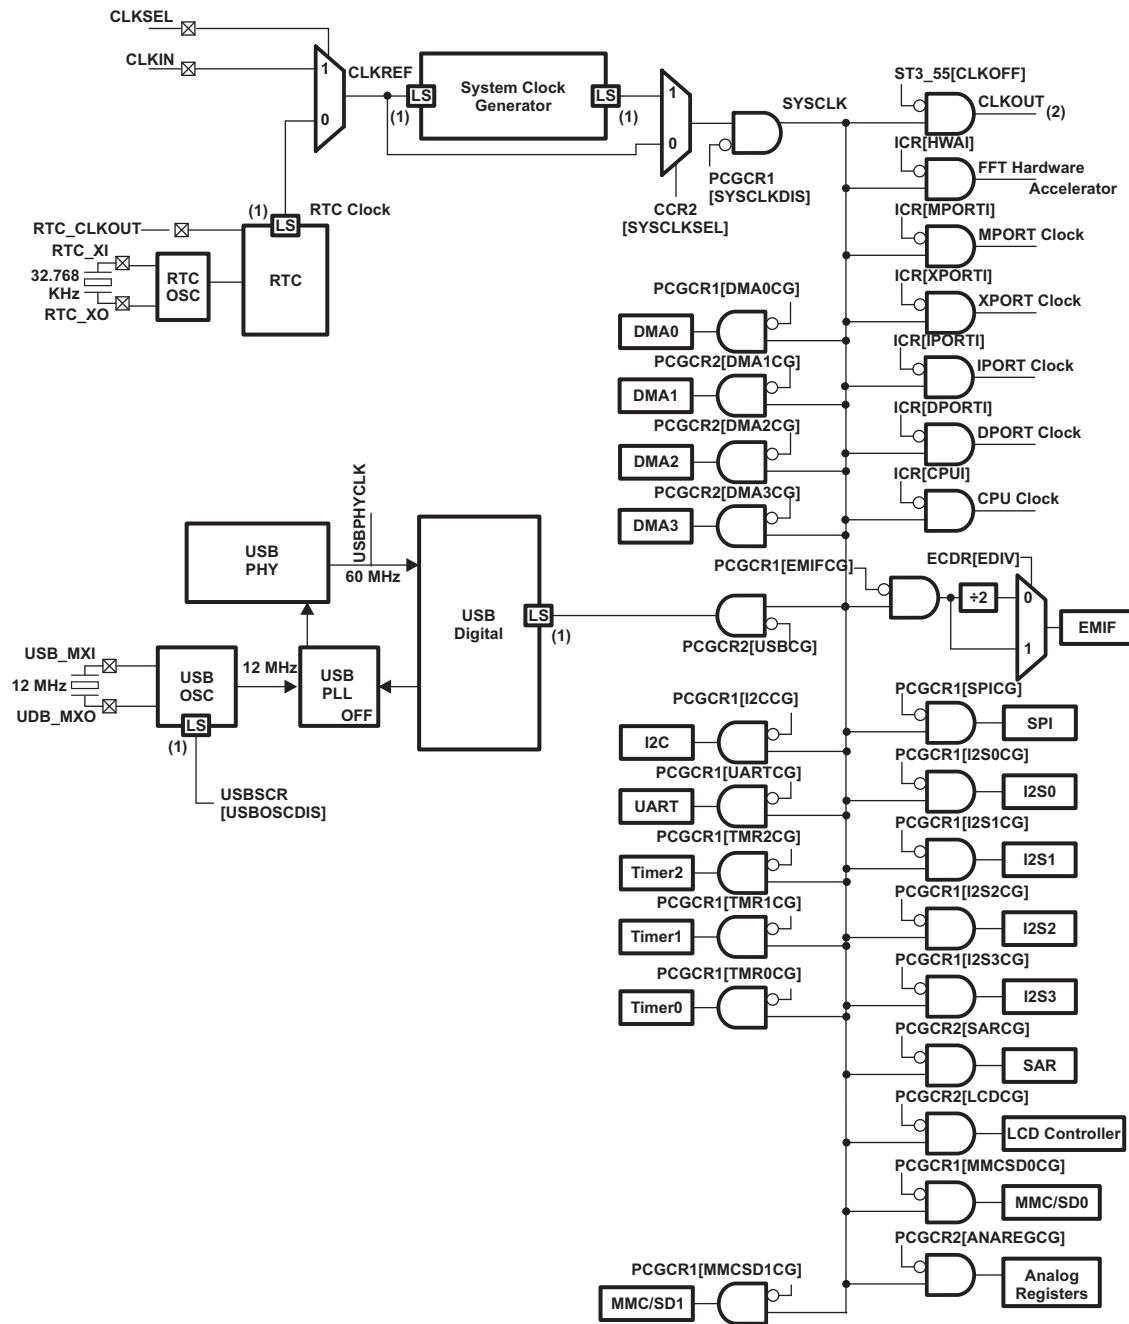 CLKSEL
CLKIN
1
0
CLKREF
LS
(1)
System Clock
Generator
LS
(1)
1
0
CCR2
[SYSCLKSEL]
PCGCR1
[SYSCLKDIS]
SYSCLK
(1)
LS
RTC Clock
RTC_CLKOUT
RTC_XI
32.768
KHz
RTC_XO
RTC
OSC
RTC
ST3_55[CLKOFF]
CLKOUT
(2)
ICR[HWAI]
FFT Hardware
Accelerator
ICR[MPORTI]
MPORT Clock
ICR[XPORTI]
XPORT Clock
ICR[IPORTI]
IPORT Clock
ICR[DPORTI]
DPORT Clock
ICR[CPUI]
CPU Clock
PCGCR1[DMA0CG]
DMA0
PCGCR2[DMA1CG]
DMA1
PCGCR2[DMA2CG]
DMA2
PCGCR2[DMA3CG]
DMA3
PCGCR1[EMIFCG]
ECDR[EDIV]
÷2
0
1
EMIF
USB
PHY
USBPHYCLK
60 MHz
USB
Digital
LS
(1)
PCGCR2[USBCG]
USB_MXI
12 MHz
UDB_MXO
USB
OSC
LS
(1)
12 MHz
USB
PLL
OFF
USBSCR
[USBOSCDIS]
PCGCR1[I2CCG]
I2C
PCGCR1[UARTCG]
UART
PCGCR1[TMR2CG]
Timer2
PCGCR1[TMR1CG]
Timer1
PCGCR1[TMR0CG]
Timer0
PCGCR1[SPICG]
SPI
PCGCR1[I2S0CG]
I2S0
PCGCR1[I2S1CG]
I2S1
PCGCR1[I2S2CG]
I2S2
PCGCR1[I2S3CG]
I2S3
PCGCR2[SARCG]
SAR
PCGCR2[LCDCG]
LCD Controller
PCGCR1[MMCSD0CG]
MMC/SD0
PCGCR2[ANAREGCG]
Analog
Registers
PCGCR1[MMCSD1CG]
MMC/SD1